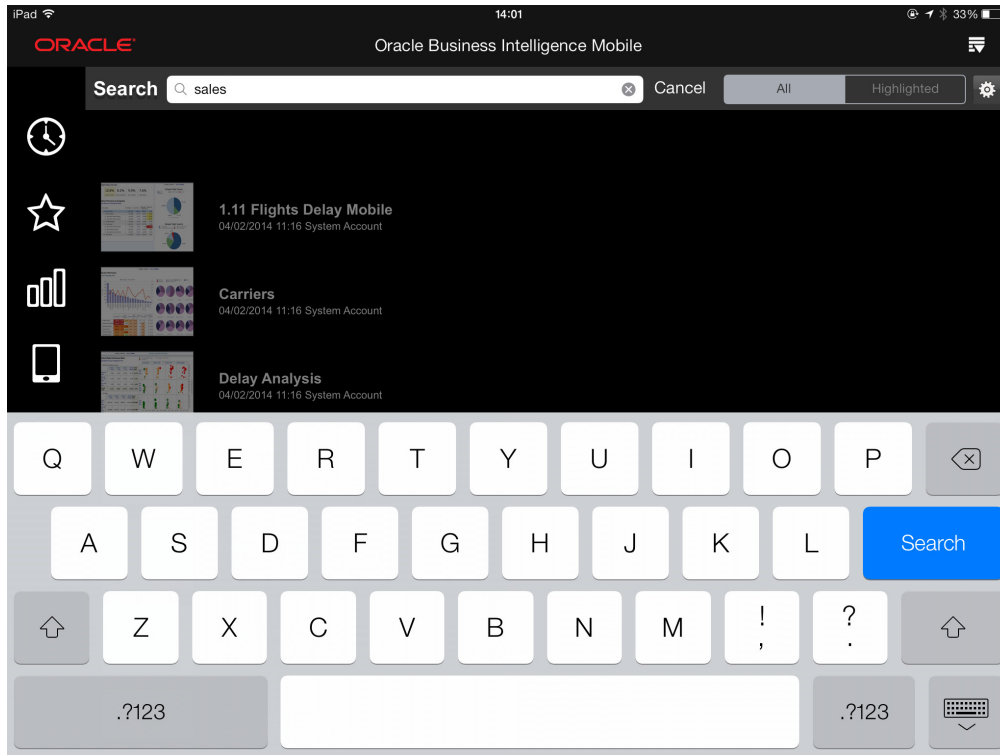 iPad 14:01 33%
ORACLE Oracle Business Intelligence Mobile
Search sales Cancel All Highlighted
1.11 Flights Delay Mobile
04/02/2014 11:16 System Account
Carriers
04/02/2014 11:16 System Account
Delay Analysis
04/02/2014 11:16 System Account
Q W E R T Y U I O P
A S D F G H J K L Search
Z X C V B N M ! , ? .
.?123 .?123